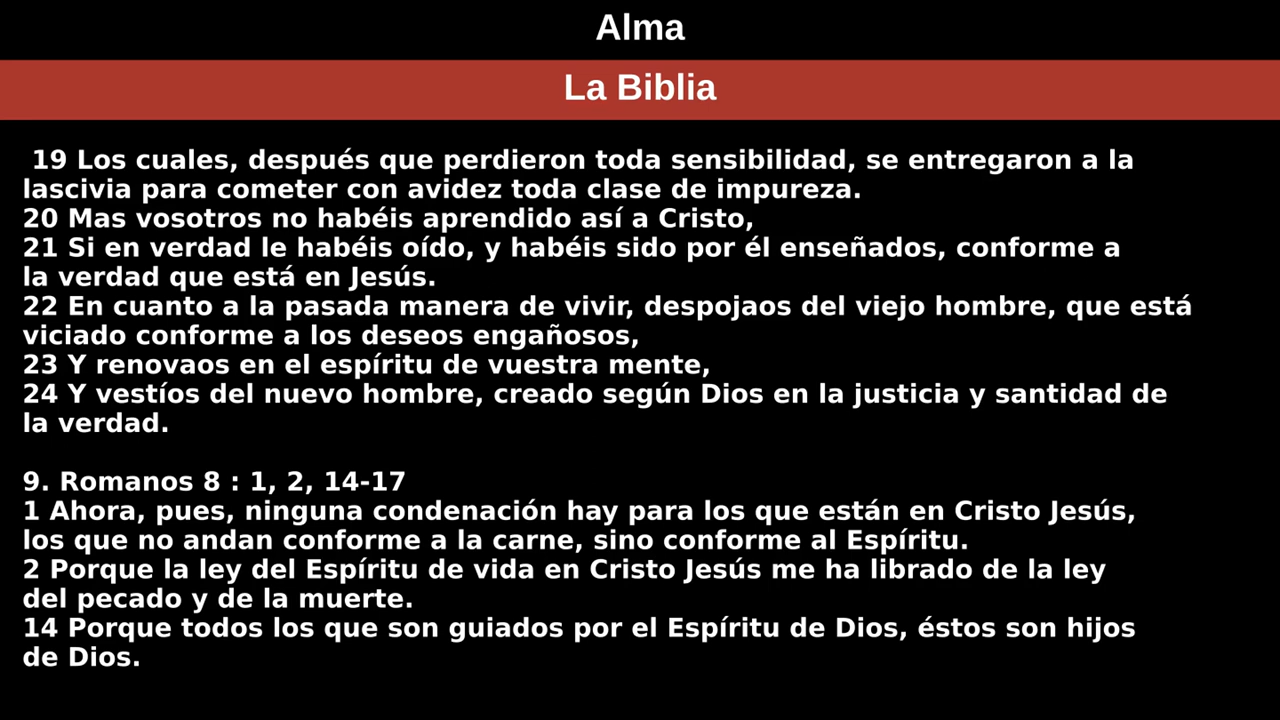 Alma
La Biblia
19 Los cuales, después que perdieron toda sensibilidad, se entregaron a la
lascivia para cometer con avidez toda clase de impureza.
20 Mas vosotros no habéis aprendido así a Cristo,
21 Si en verdad le habéis oído, y habéis sido por él enseñados, conforme a
la verdad que está en Jesús.
22 En cuanto a la pasada manera de vivir, despojaos del viejo hombre, que está
viciado conforme a los deseos engañosos,
23 Y renovaos en el espíritu de vuestra mente,
24 Y vestíos del nuevo hombre, creado según Dios en la justicia y santidad de
la verdad.
9. Romanos 8 : 1, 2, 14-17
1 Ahora, pues, ninguna condenación hay para los que están en Cristo Jesús,
los que no andan conforme a la carne, sino conforme al Espíritu.
2 Porque la ley del Espíritu de vida en Cristo Jesús me ha librado de la ley
del pecado y de la muerte.
14 Porque todos los que son guiados por el Espíritu de Dios, éstos son hijos
de Dios.